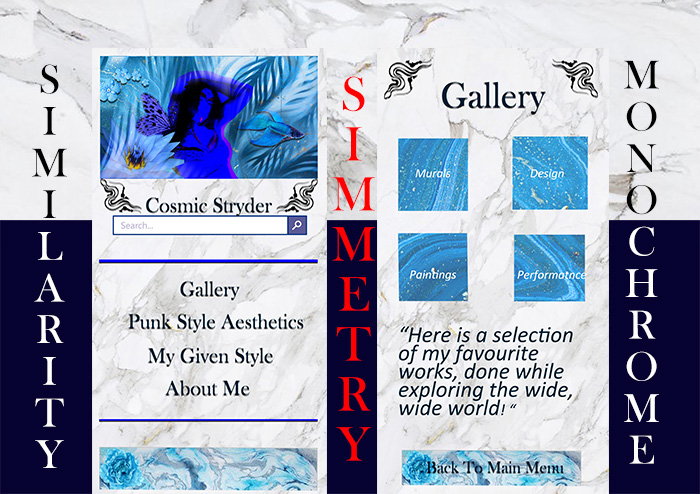 SIMILARITY
Cosmic Stryder
Search...
Gallery
Punk Style Aesthetics
My Given Style
About Me
SIMMETRY
Gallery
Murals
Design
Paintings
Performatnce
“Here is a selection
of my favourite
works, done while
exploring the wide,
wide world! “
Back To Main Menu
MONOCHROME